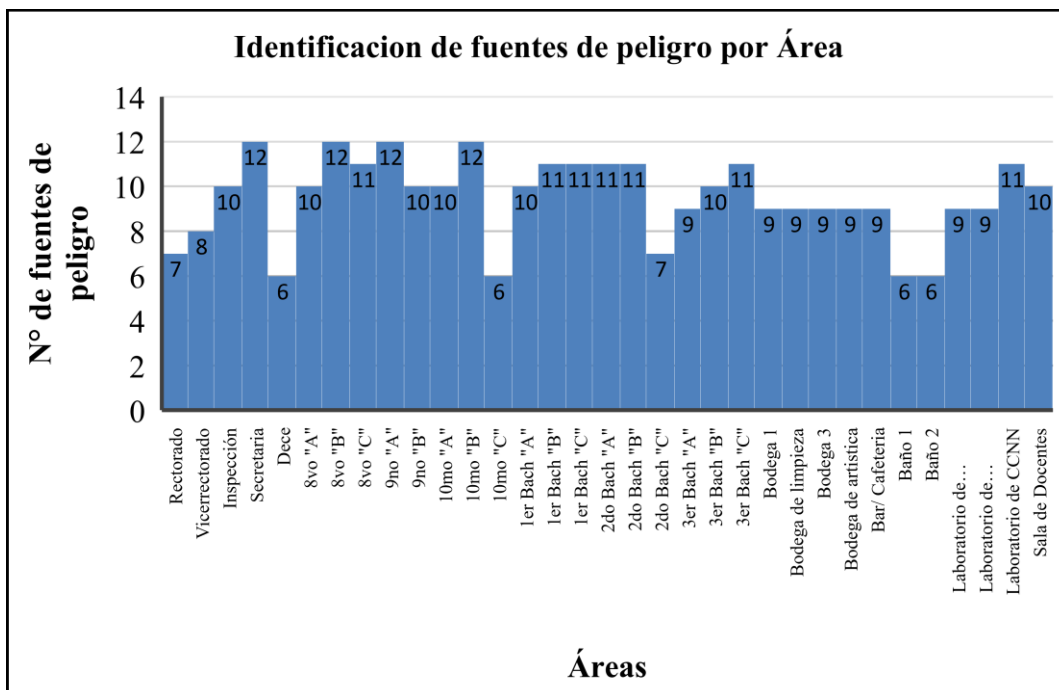 Identificacion de fuentes de peligro por Área
N° de fuentes de
peligro
14
12
10
8
6
4
2
0
7
8
10
12
6
10
12
11
12
10
10
12
6
10
11
11
11
11
7
9
10
11
9
9
9
9
9
6
6
9
9
11
10
Rectorado
Vicerrectorado
Inspección
Secretaria
Dece
8vo "A"
8vo "B"
8vo "C"
9no "A"
9no "B"
10mo "A"
10mo "B"
10mo "C"
1er Bach "A"
1er Bach "B"
1er Bach "C"
2do Bach "A"
2do Bach "B"
2do Bach "C"
3er Bach "A"
3er Bach "B"
3er Bach "C"
Bodega 1
Bodega de limpieza
Bodega 3
Bodega de artística
Bar/ Cafeteria
Baño 1
Baño 2
Laboratorio de…
Laboratorio de…
Laboratorio de CCNN
Sala de Docentes
Áreas